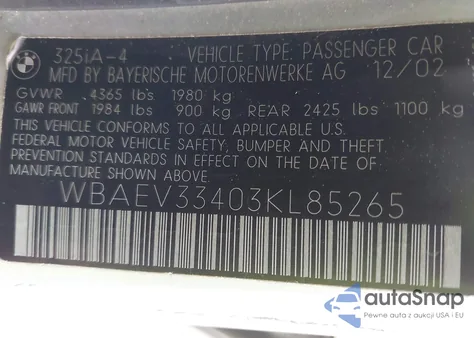 BMW
325iA-4 VEHICLE TYPE: PASSENGER CAR
MFD BY BAYERISCHE MOTORENWERKE AG 12/02
GVWR 4365 lbs 1980 kg
GAWR FRONT 1984 lbs 900 kg REAR 2425 lbs 1100 kg
THIS VEHICLE CONFORMS TO ALL APPLICABLE U.S.
FEDERAL MOTOR VEHICLE SAFETY, BUMPER AND THEFT
PREVENTION STANDARDS IN EFFECT ON THE DATE
OF MANUFACTURE SHOWN ABOVE.
WBAEV33403KL85265
autoSnap
Pewne auta z aukcji USA i EU